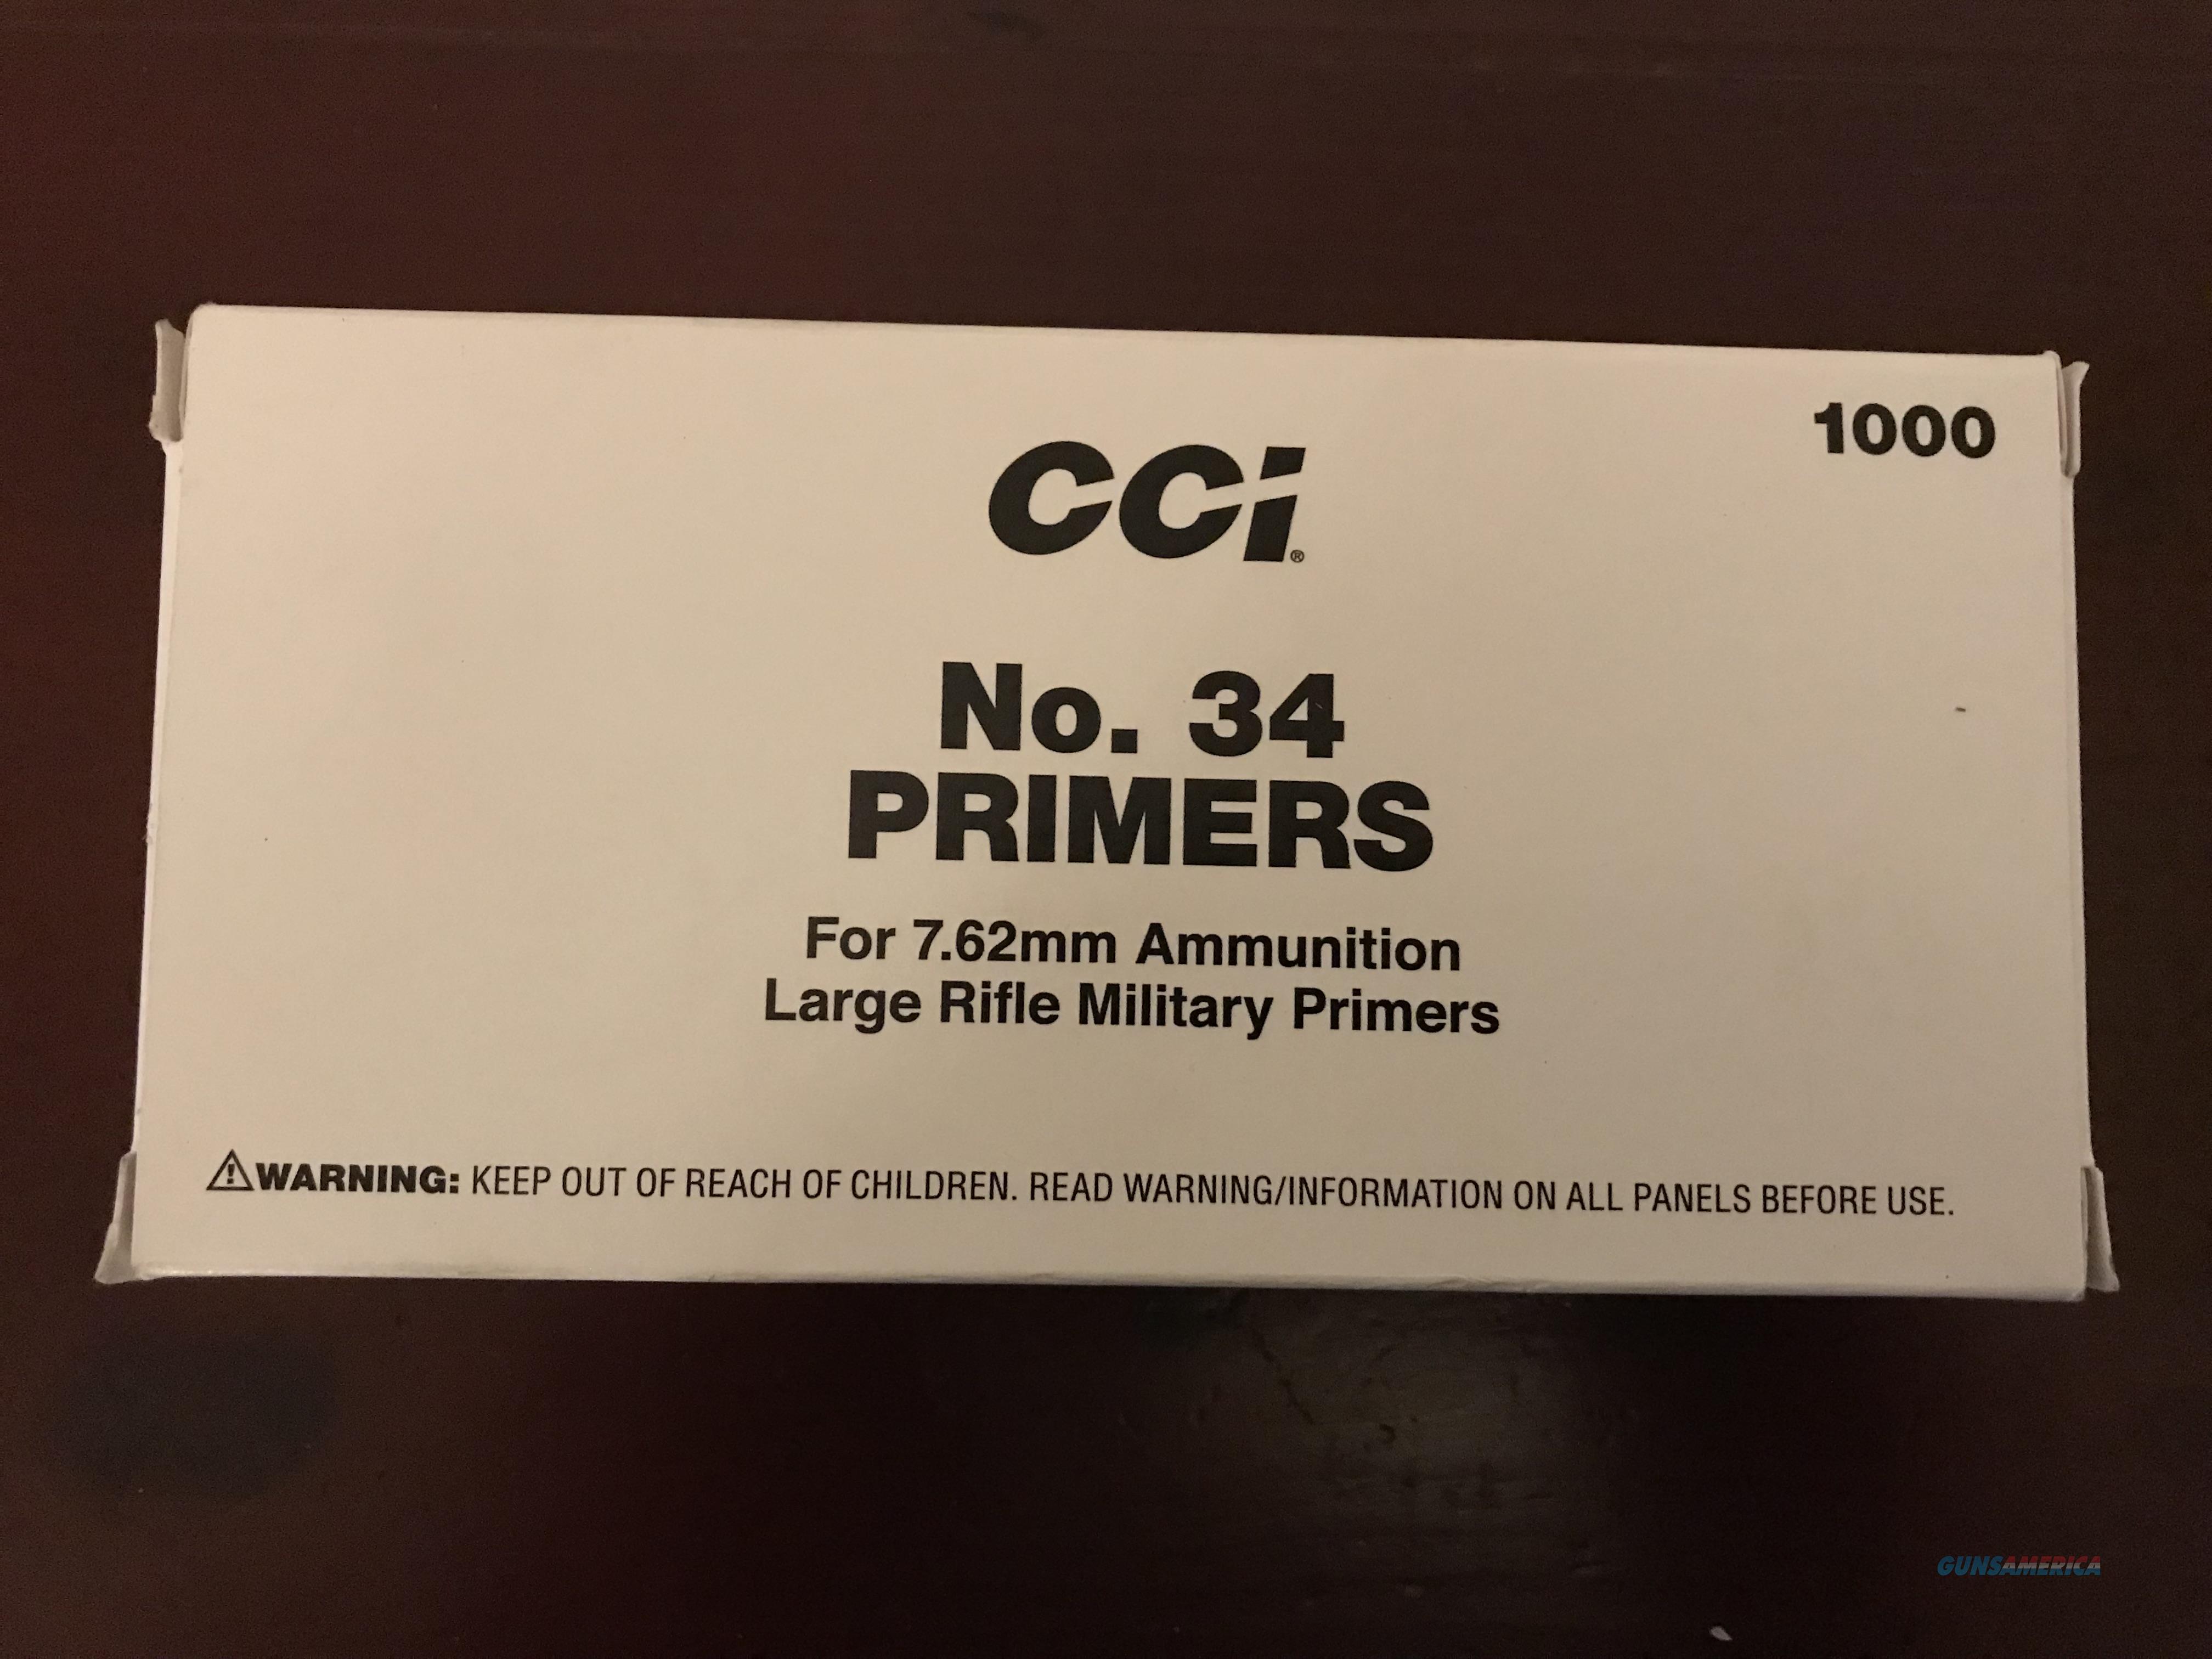 1000
CCI®
No. 34
PRIMERS
For 7.62mm Ammunition
Large Rifle Military Primers
WARNING: KEEP OUT OF REACH OF CHILDREN. READ WARNING/INFORMATION ON ALL PANELS BEFORE USE.
GUNSAMERICA